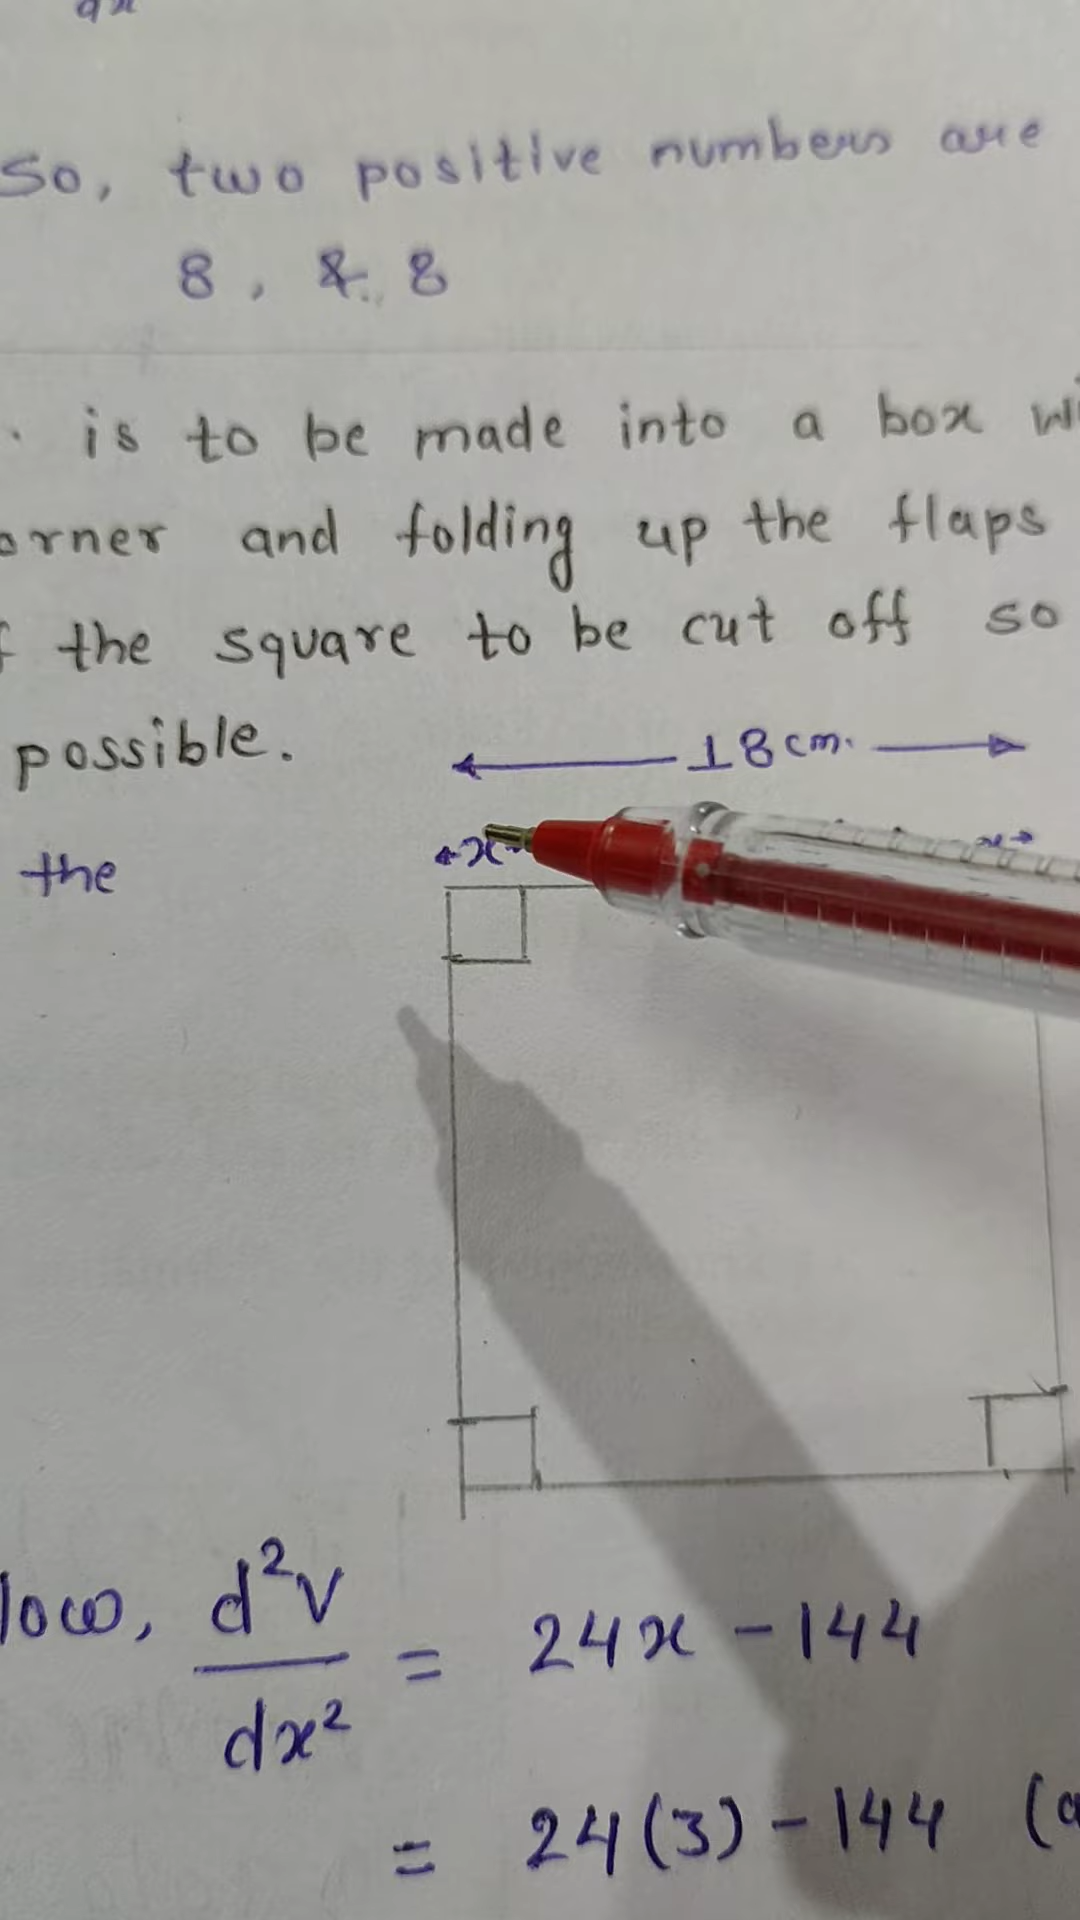 So, two positive numbers are
8, & 8
is to be made into a box
and folding up the flaps
the square to be cut off so
possible.
18 cm.
x x
the
d²V/dx² = 24x - 144
= 24(3) - 144